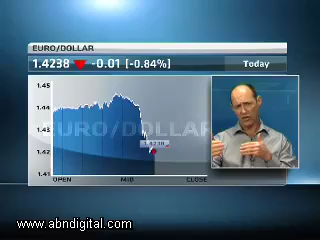 EURO/DOLLAR
1.4238 -0.01 [-0.84%] Today
1.45
1.44
1.43
1.42
1.41
EURO/DOLLAR
1.4238
OPEN MID CLOSE
www.abndigital.com